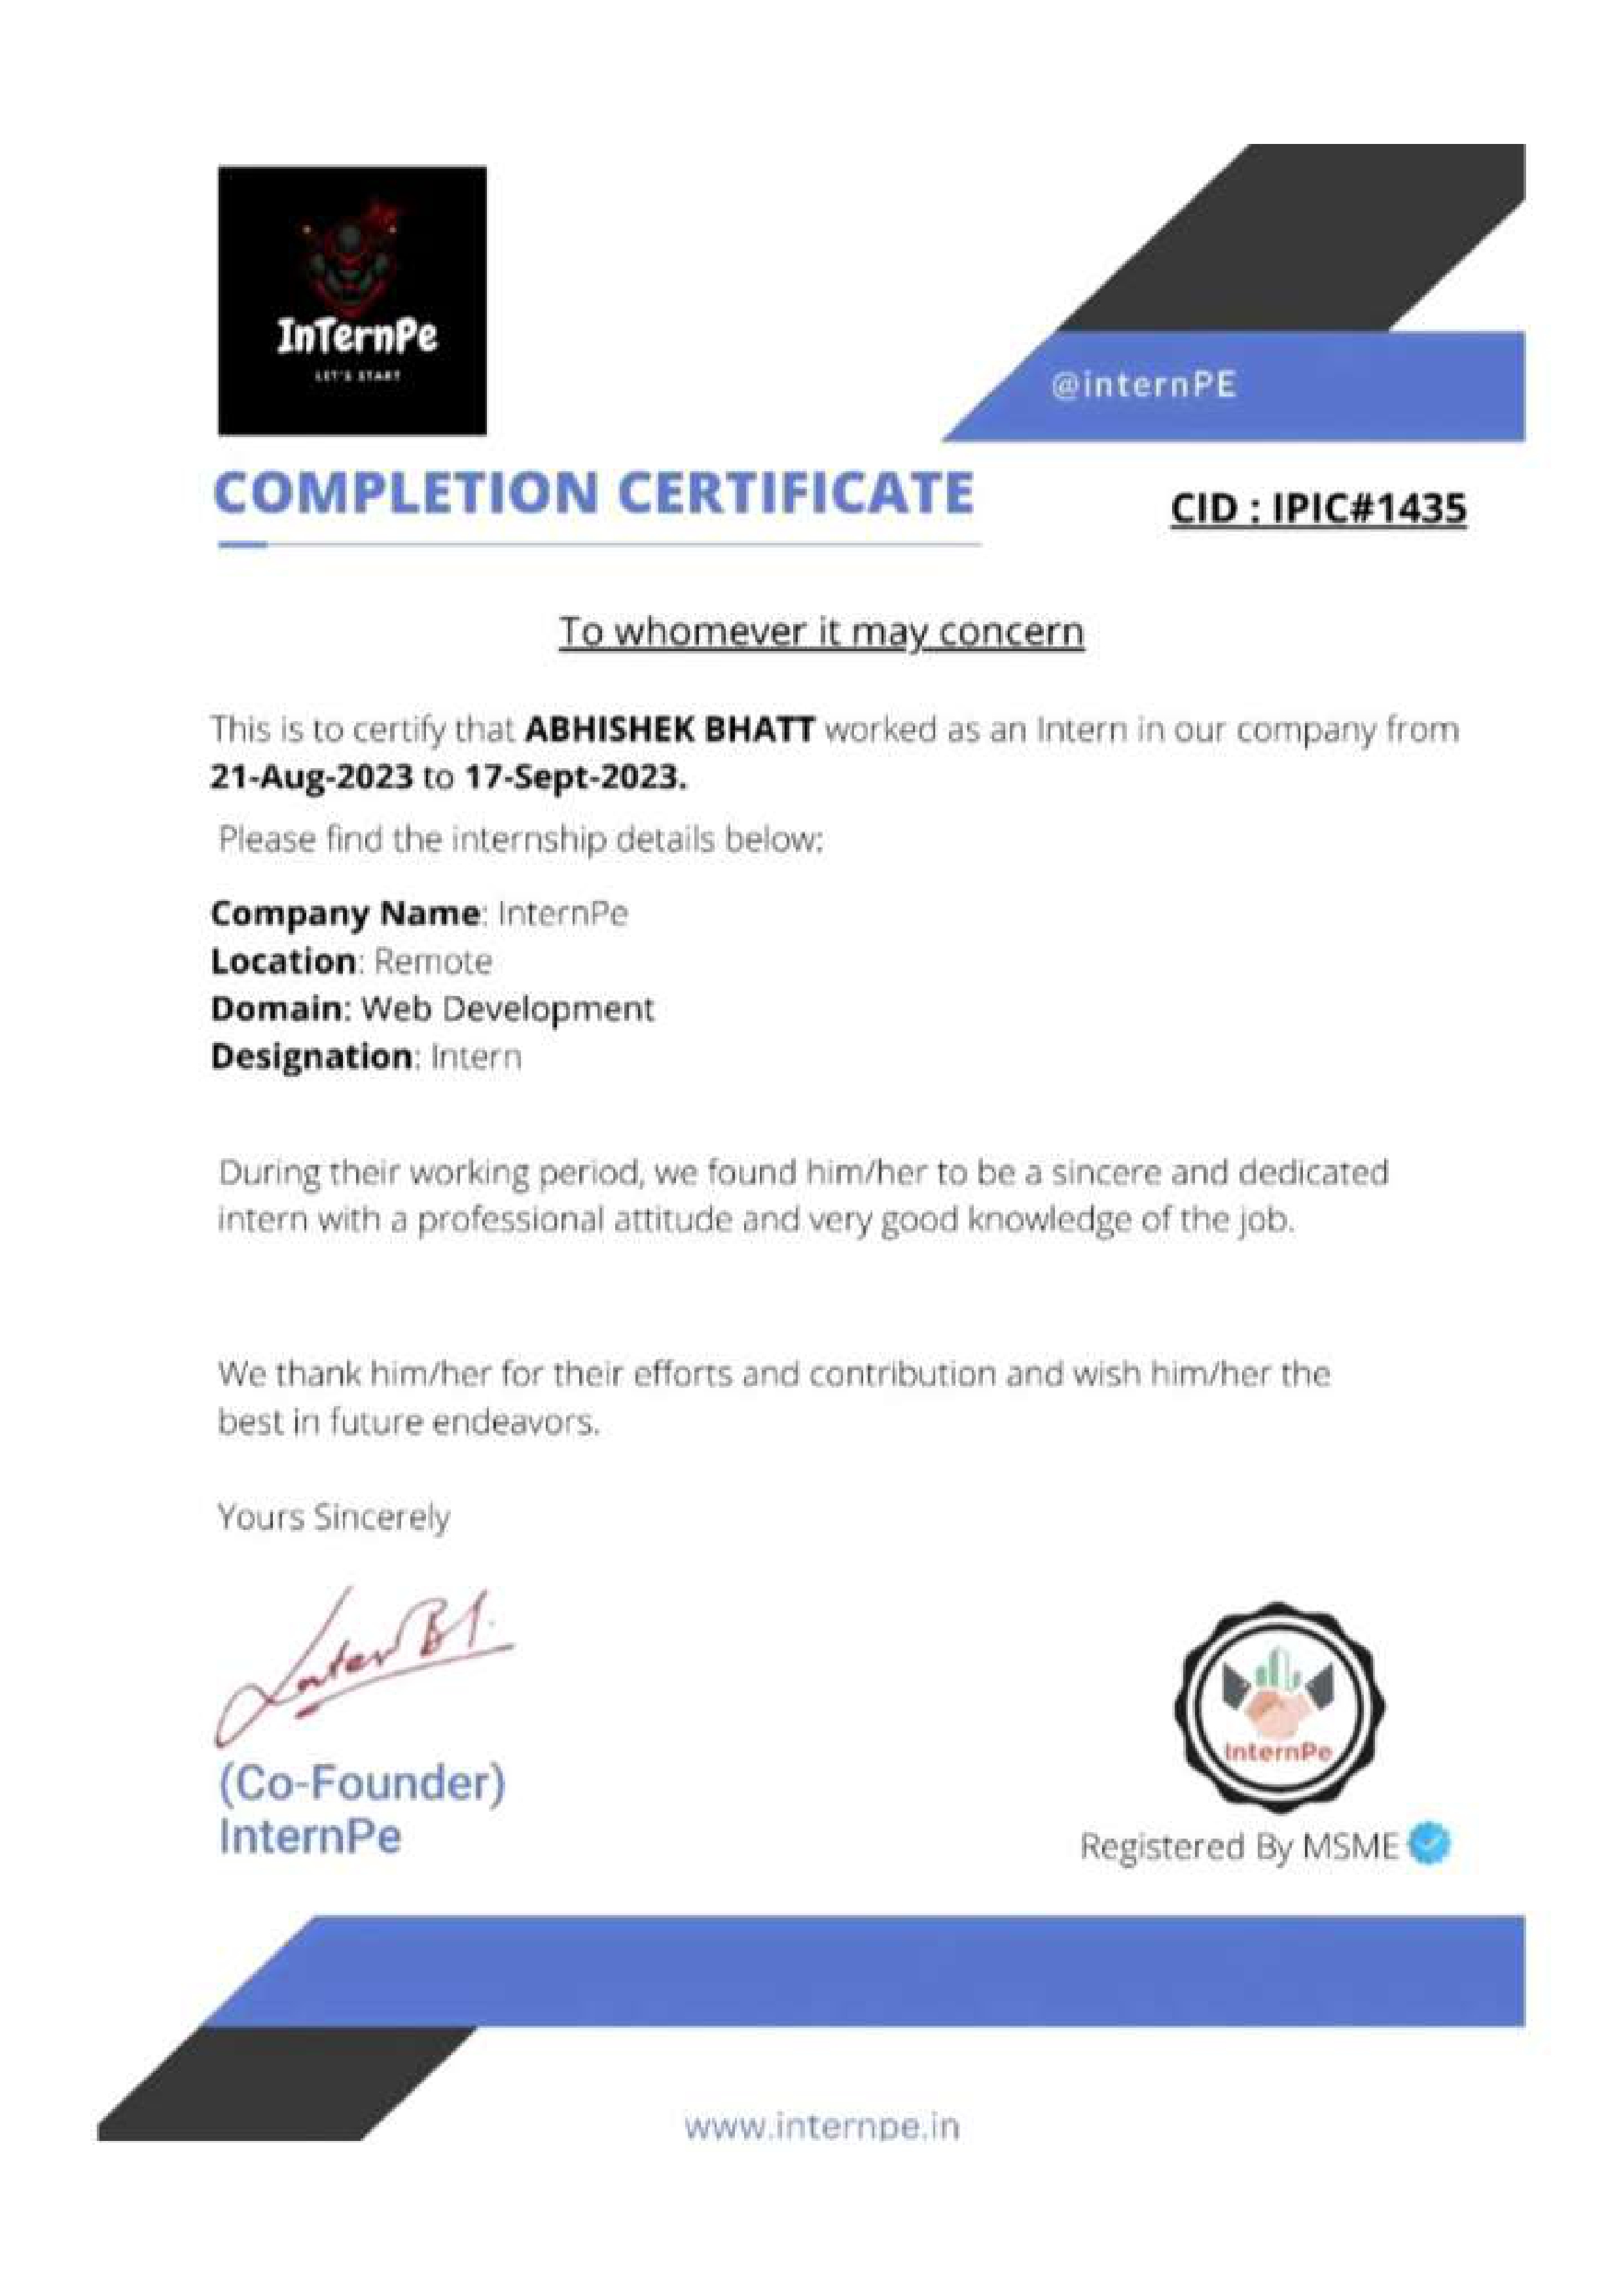 InTernPe
LET'S START
@internPE
COMPLETION CERTIFICATE
CID : IPIC#1435
To whomever it may concern
This is to certify that ABHISHEK BHATT worked as an Intern in our company from
21-Aug-2023 to 17-Sept-2023.
Please find the internship details below:
Company Name: InternPe
Location: Remote
Domain: Web Development
Designation: Intern
During their working period, we found him/her to be a sincere and dedicated
intern with a professional attitude and very good knowledge of the job.
We thank him/her for their efforts and contribution and wish him/her the
best in future endeavors.
Yours Sincerely
(Co-Founder)
InternPe
InternPe
Registered By MSME
www.internpe.in